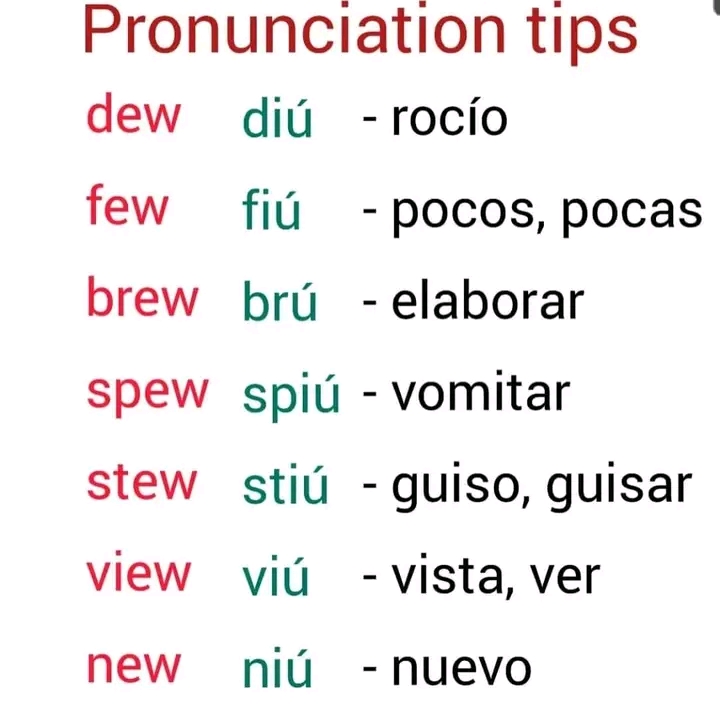 Pronunciation tips
dew diú - rocío
few fiú - pocos, pocas
brew brú - elaborar
spew spiú - vomitar
stew stiú - guiso, guisar
view viú - vista, ver
new niú - nuevo